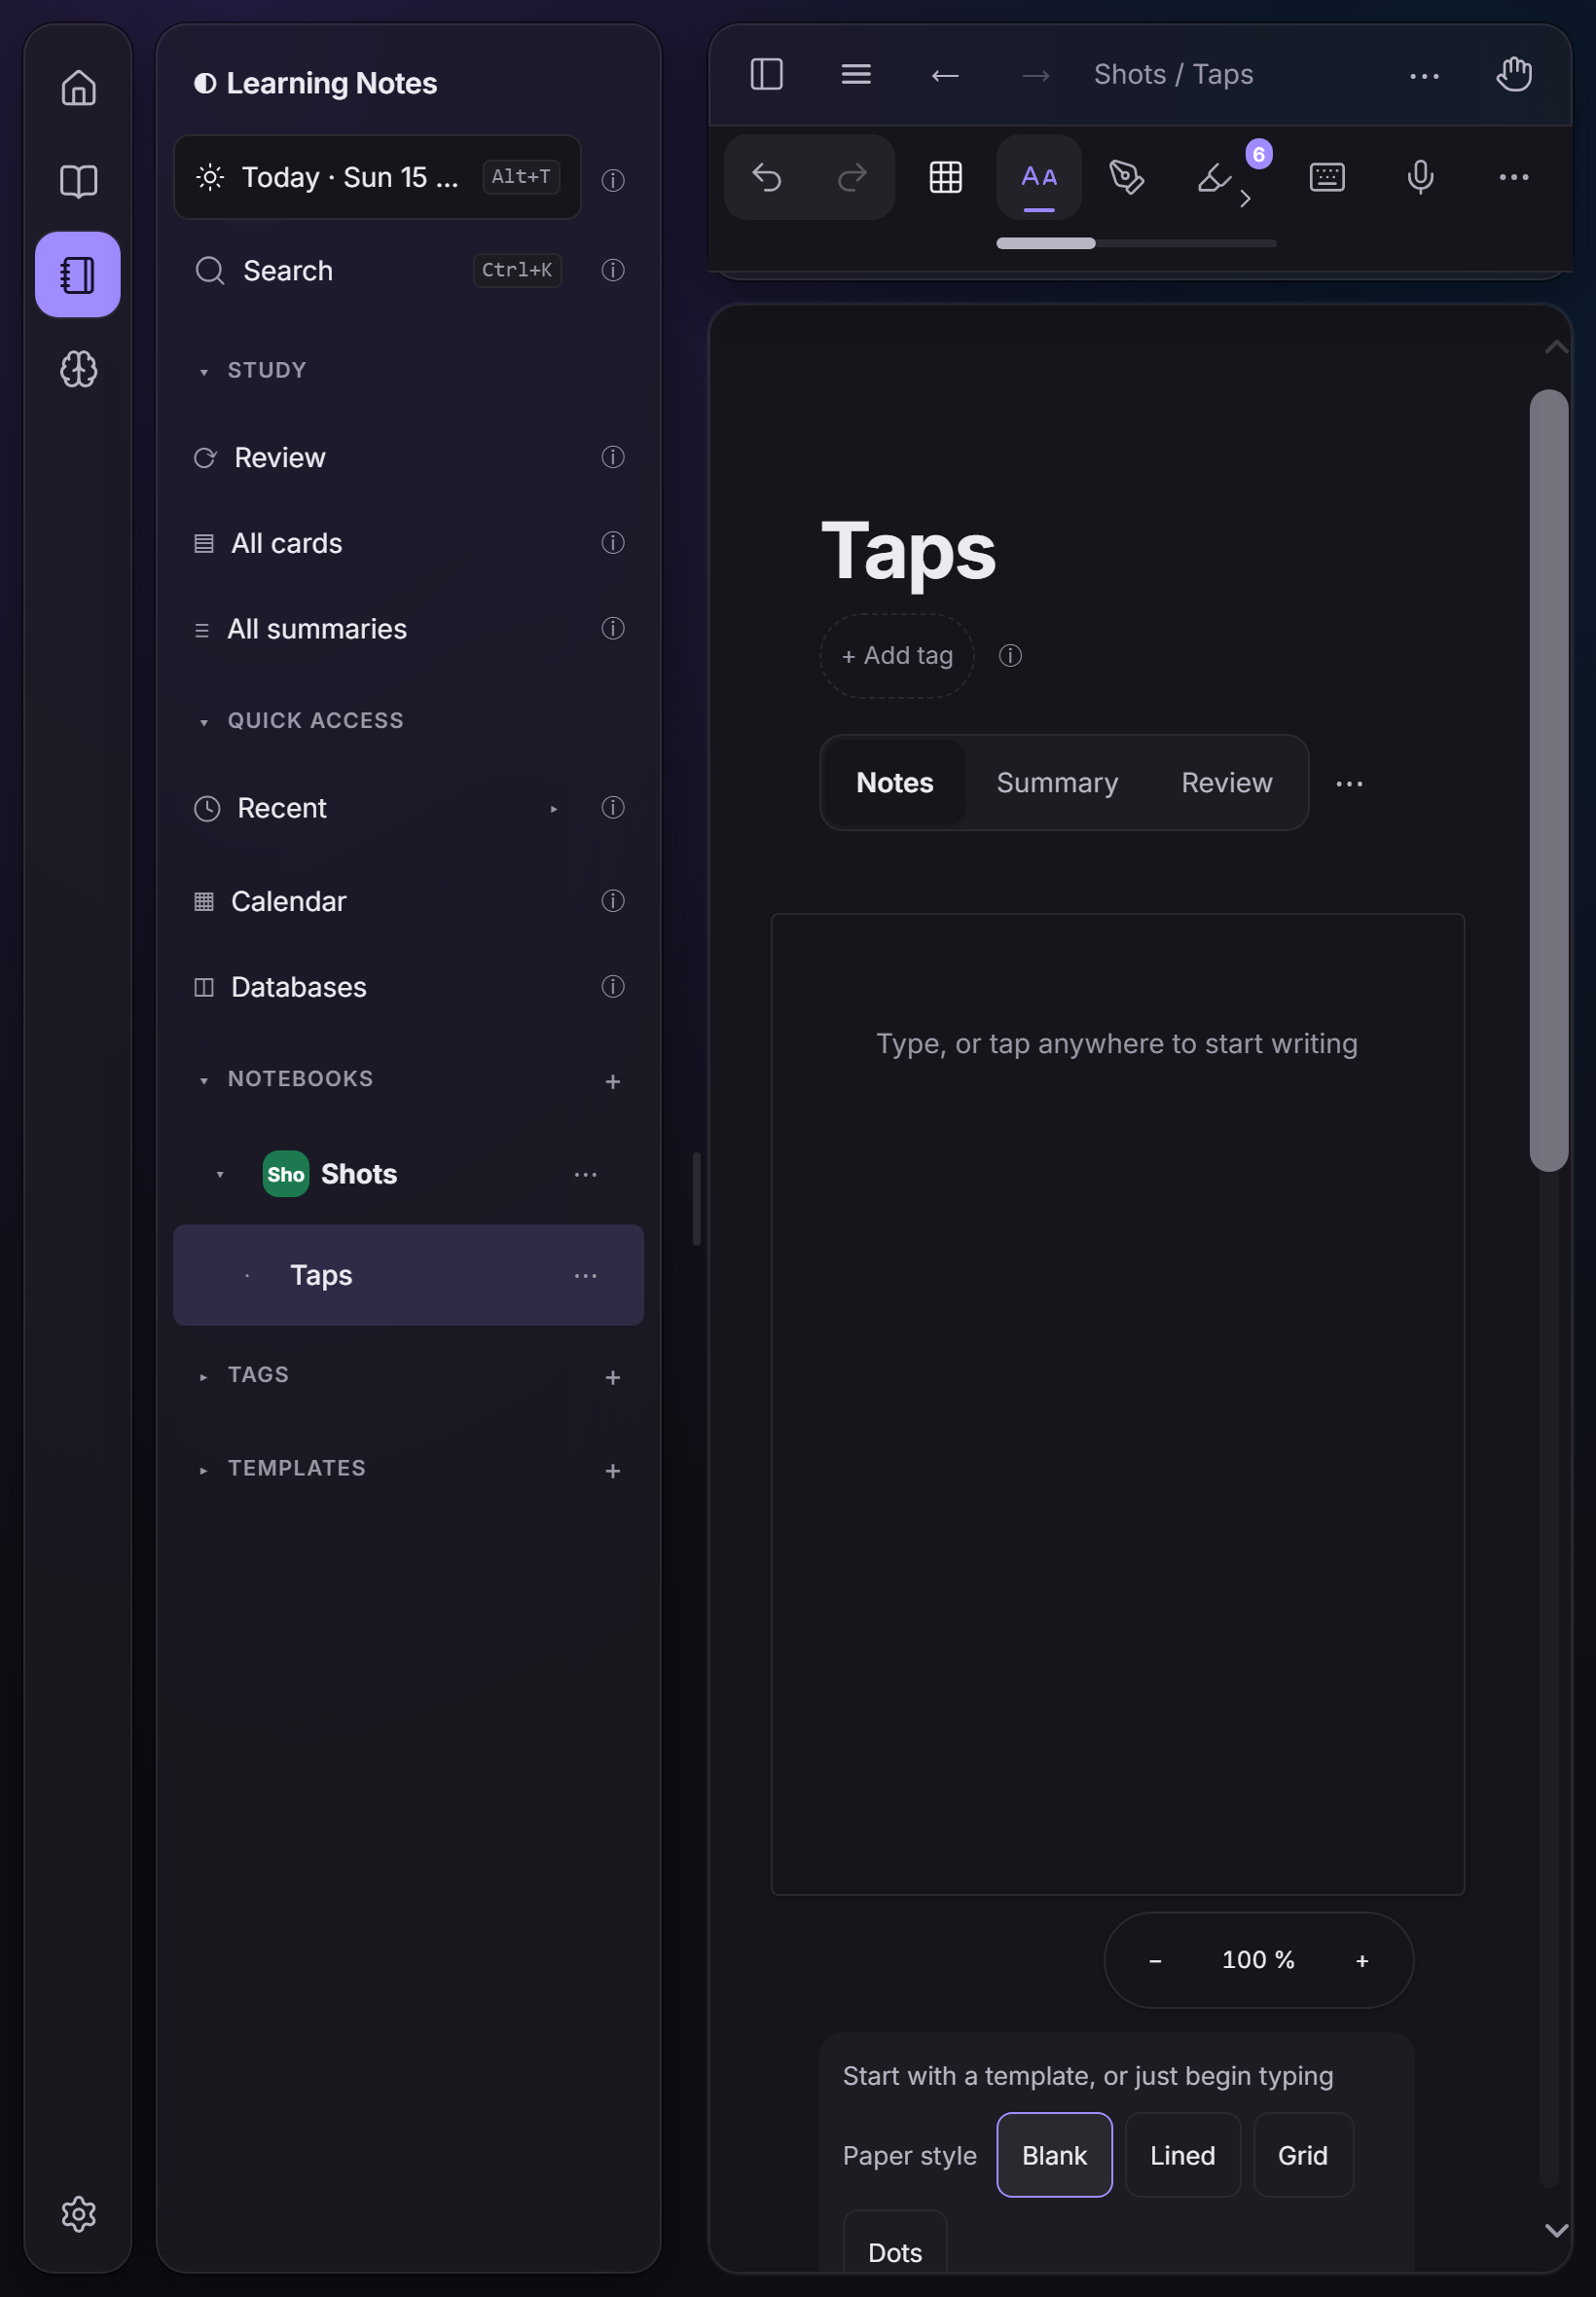 Learning Notes
Today · Sun 15 ... Alt+T
Search Ctrl+K
STUDY
Review
All cards
All summaries
QUICK ACCESS
Recent
Calendar
Databases
NOTEBOOKS +
Sho Shots ...
Taps ...
TAGS +
TEMPLATES +
Shots / Taps
AA
6
Taps
+ Add tag
Notes Summary Review ...
Type, or tap anywhere to start writing
− 100 % +
Start with a template, or just begin typing
Paper style Blank Lined Grid
Dots